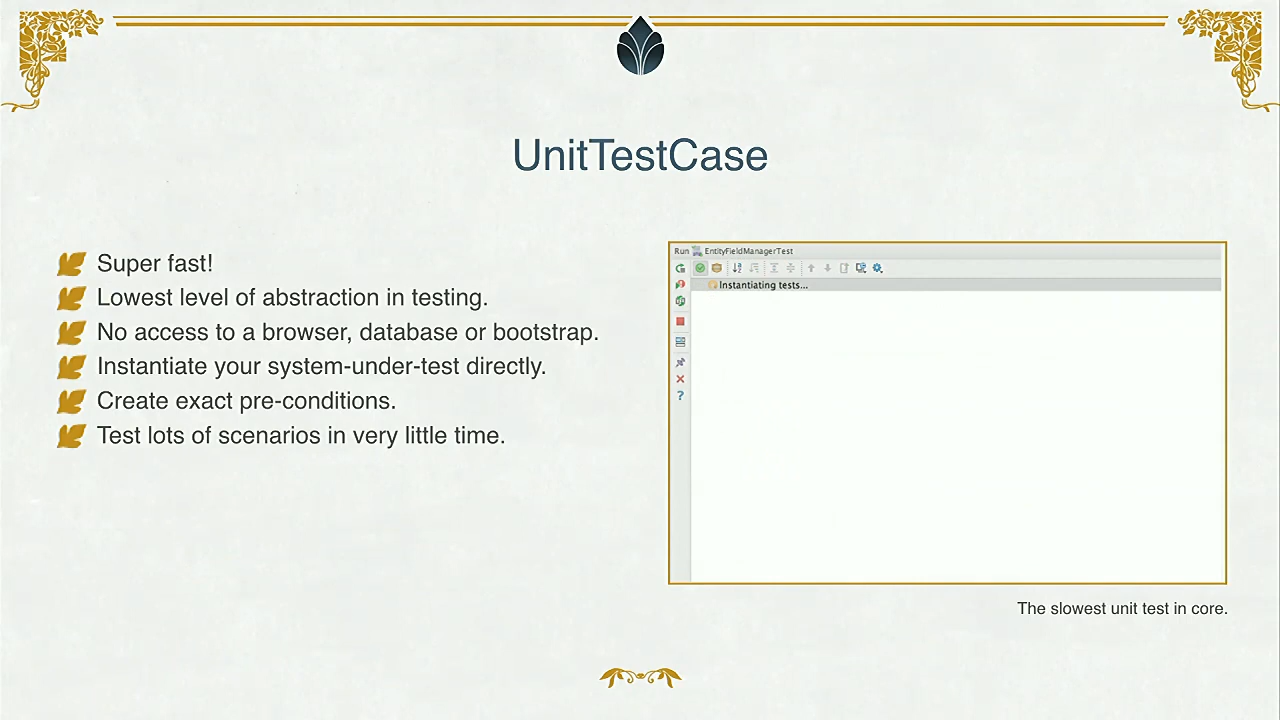 UnitTestCase
Super fast!
Lowest level of abstraction in testing.
No access to a browser, database or bootstrap.
Instantiate your system-under-test directly.
Create exact pre-conditions.
Test lots of scenarios in very little time.
Run EntityFieldManagerTest
Instantiating tests...
The slowest unit test in core.